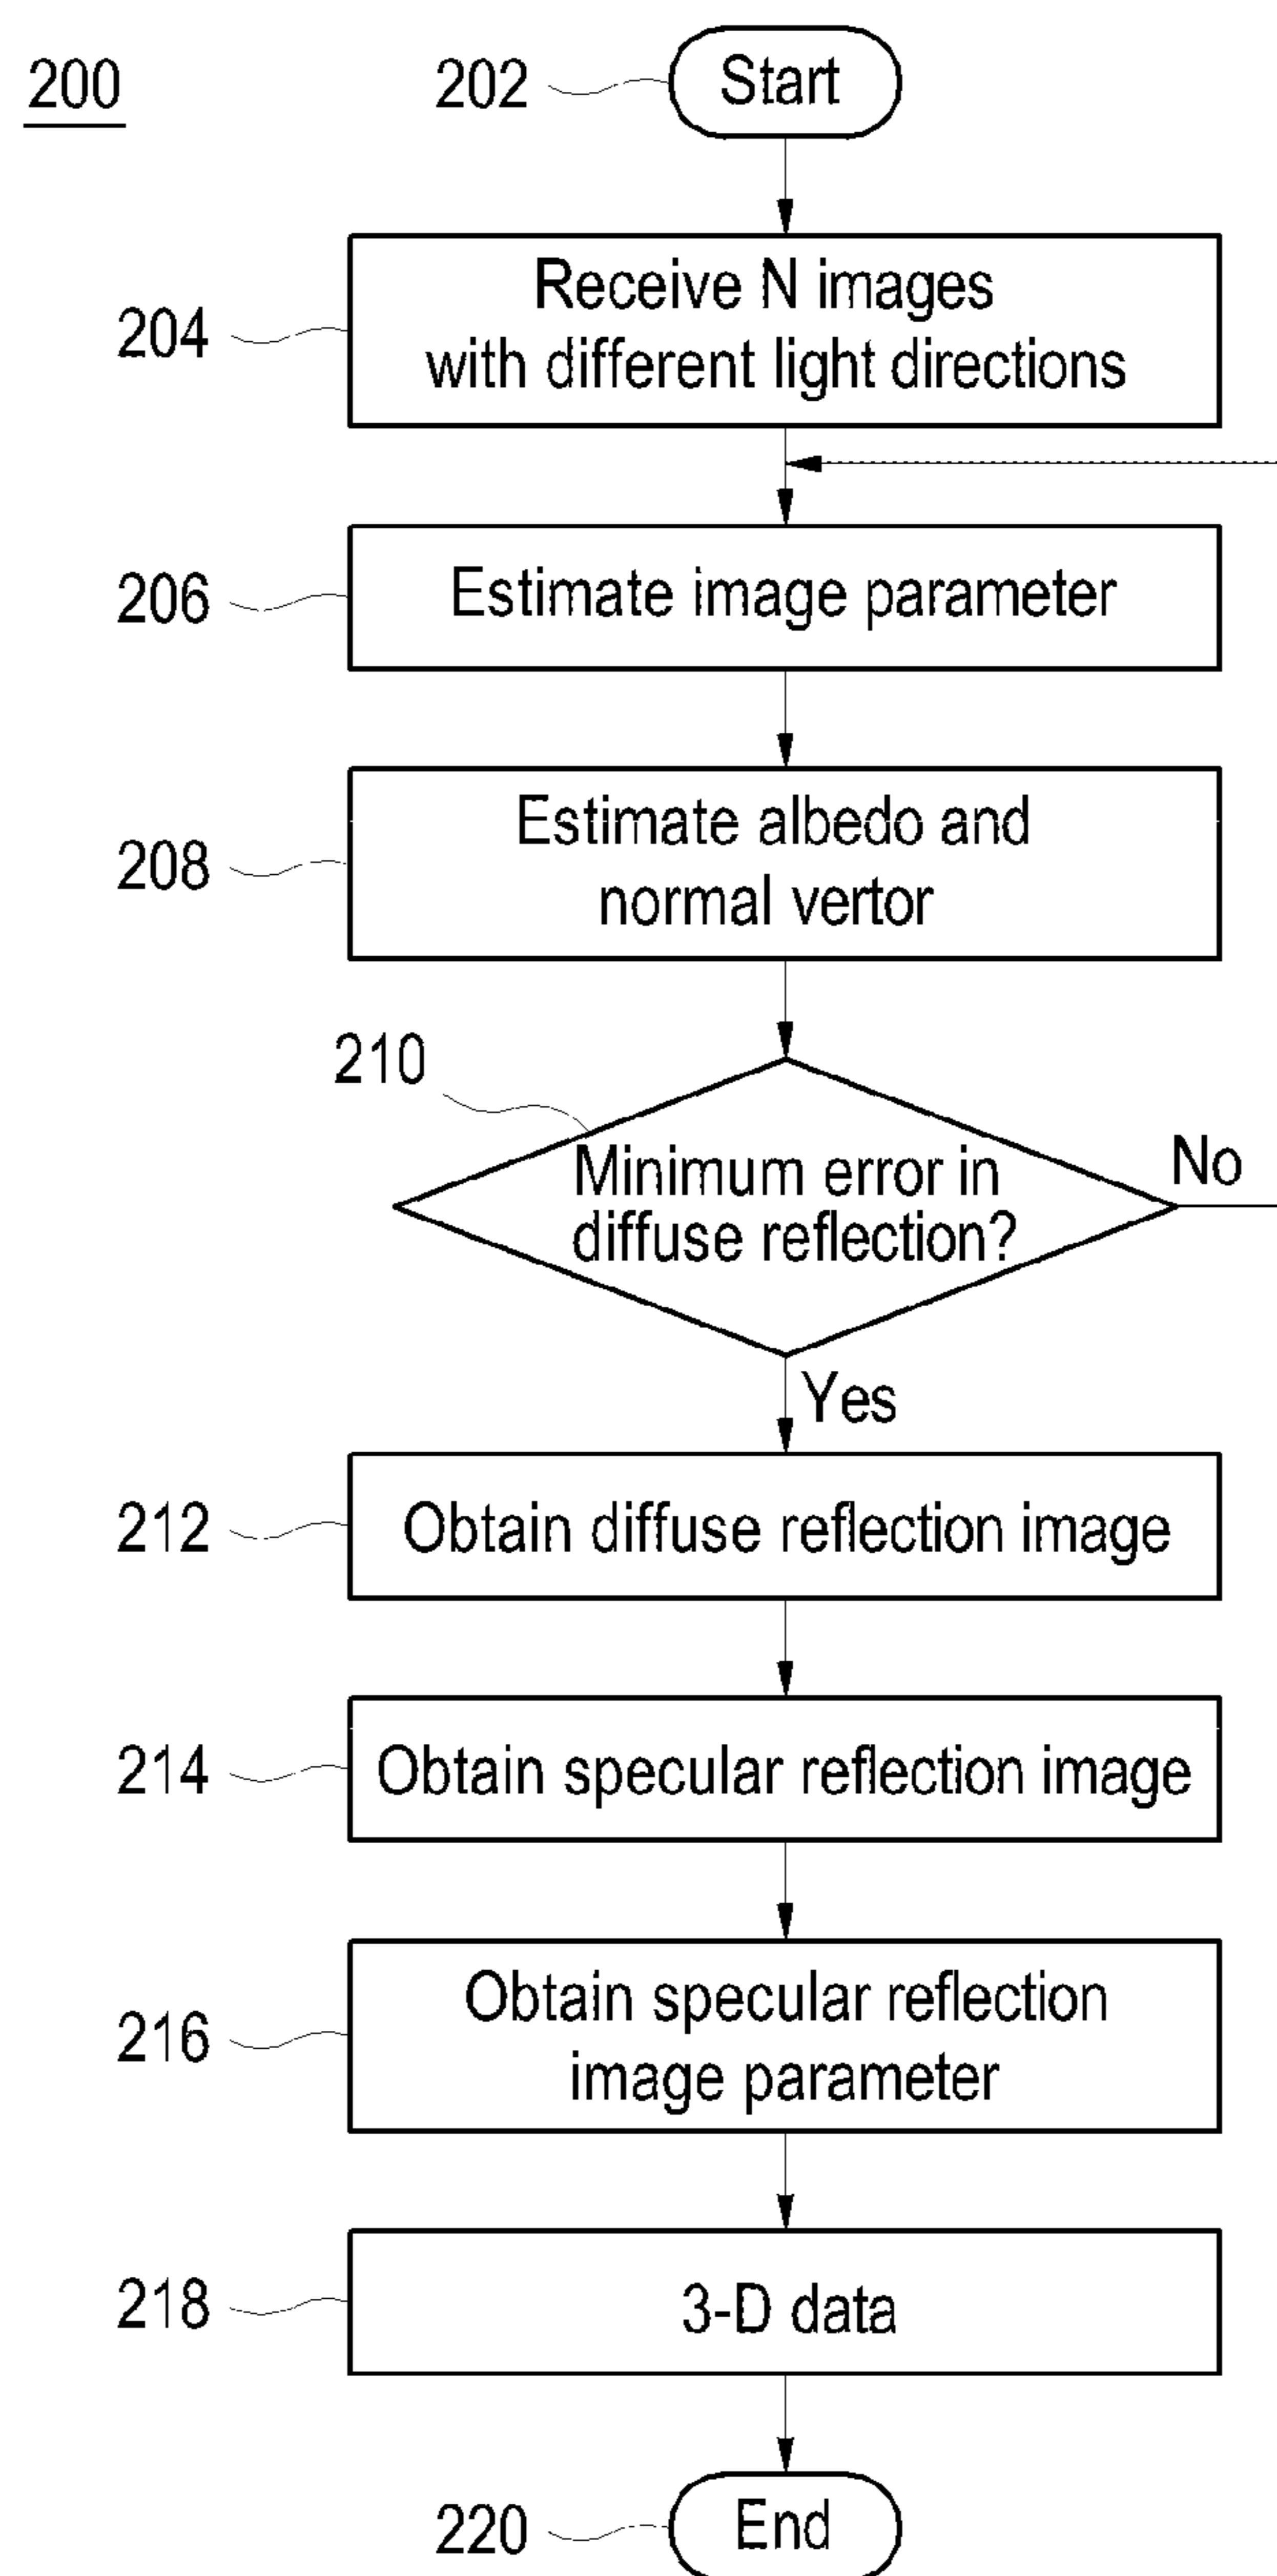 200
202
Start
204
Receive N images
with different light directions
206
Estimate image parameter
208
Estimate albedo and
normal vertor
210
Minimum error in
diffuse reflection?
No
Yes
212
Obtain diffuse reflection image
214
Obtain specular reflection image
216
Obtain specular reflection
image parameter
218
3-D data
220
End